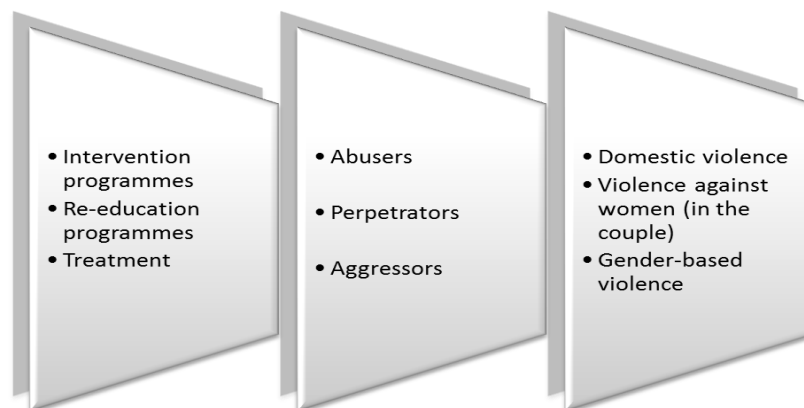 • Intervention
programmes
• Re-education
programmes
• Treatment
• Abusers
• Perpetrators
• Aggressors
• Domestic violence
• Violence against
women (in the
couple)
• Gender-based
violence